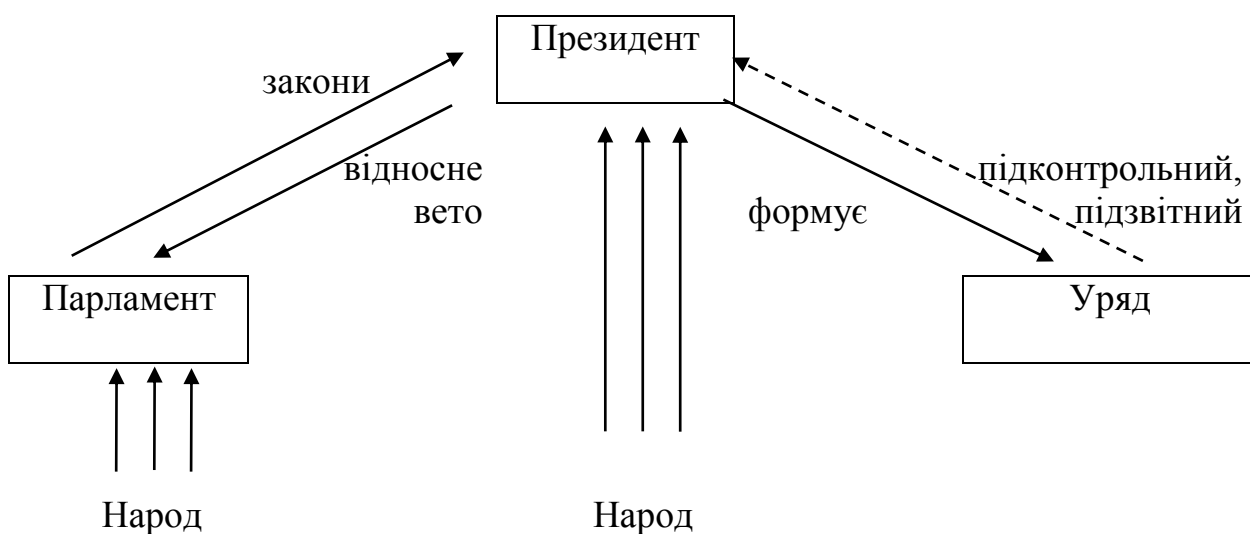 Президент
закони
відносне
вето
формує
підконтрольний,
підзвітний
Парламент
Уряд
Народ
Народ